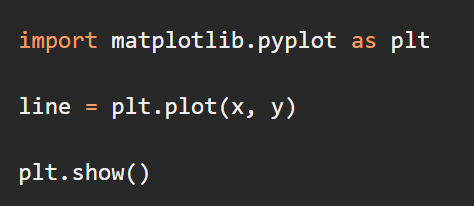 import matplotlib.pyplot as plt
line = plt.plot(x, y)
plt.show()